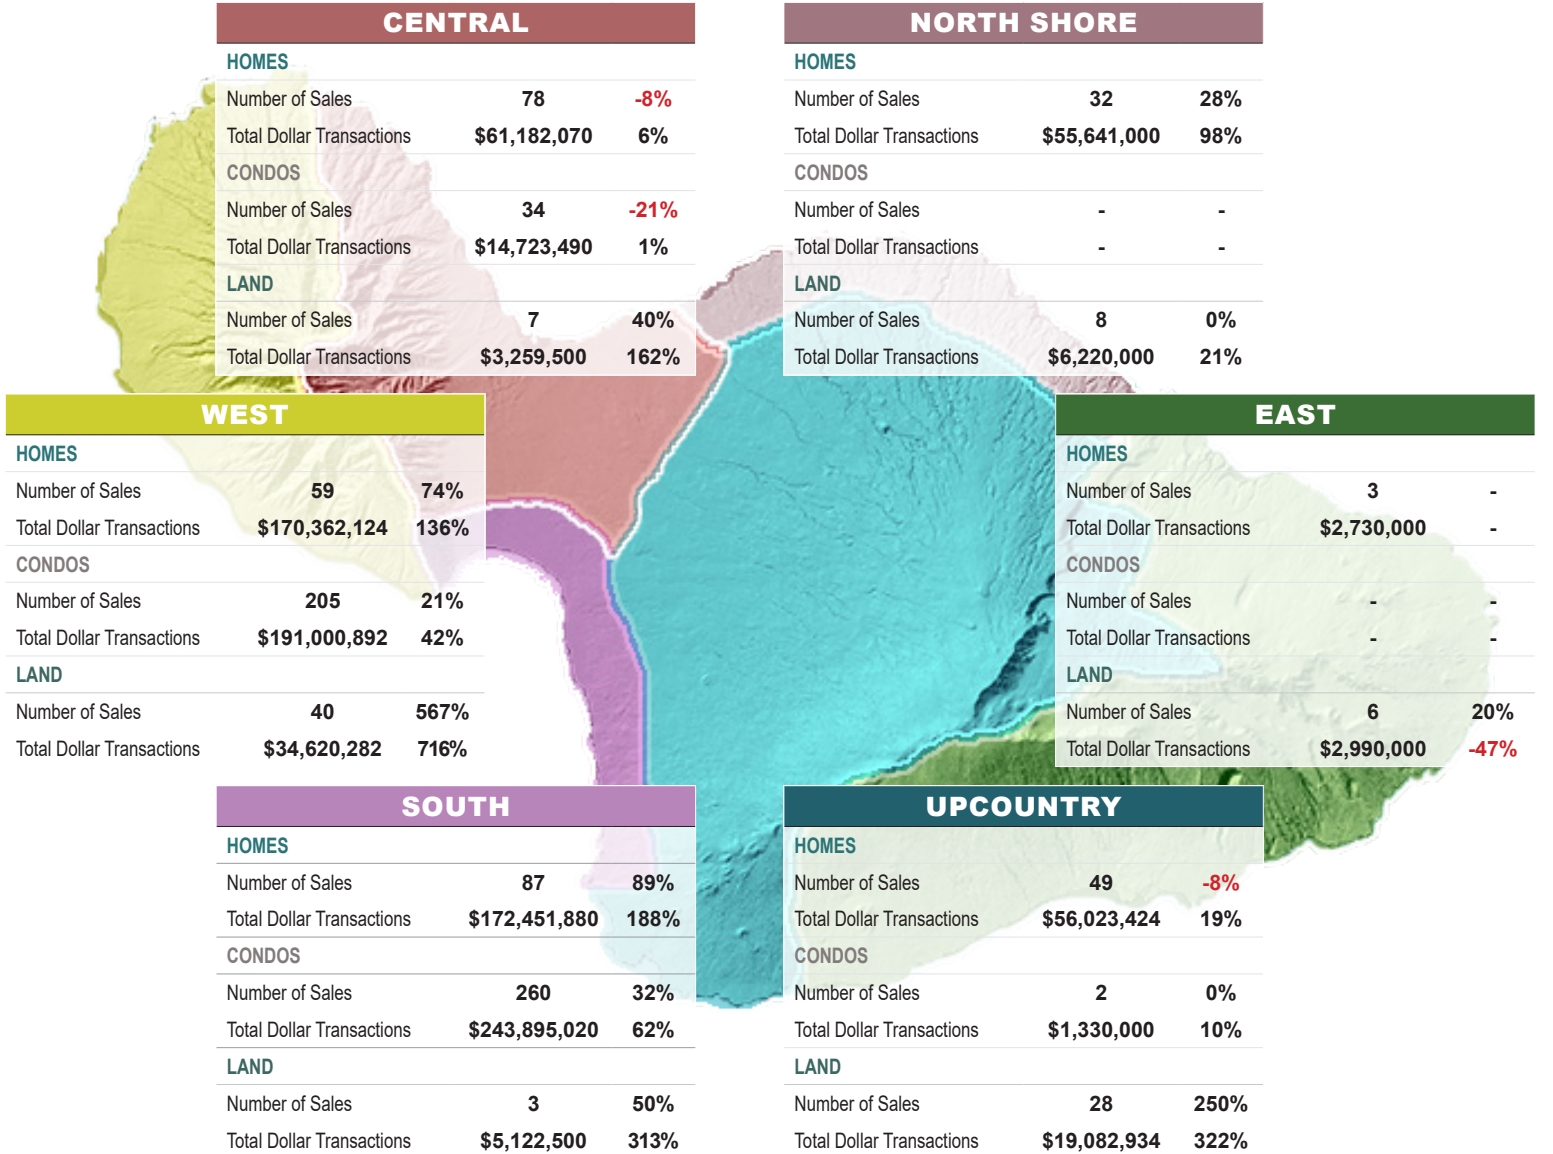 CENTRAL
HOMES
Number of Sales 78 -8%
Total Dollar Transactions $61,182,070 6%
CONDOS
Number of Sales 34 -21%
Total Dollar Transactions $14,723,490 1%
LAND
Number of Sales 7 40%
Total Dollar Transactions $3,259,500 162%
NORTH SHORE
HOMES
Number of Sales 32 28%
Total Dollar Transactions $55,641,000 98%
CONDOS
Number of Sales - -
Total Dollar Transactions - -
LAND
Number of Sales 8 0%
Total Dollar Transactions $6,220,000 21%
WEST
HOMES
Number of Sales 59 74%
Total Dollar Transactions $170,362,124 136%
CONDOS
Number of Sales 205 21%
Total Dollar Transactions $191,000,892 42%
LAND
Number of Sales 40 567%
Total Dollar Transactions $34,620,282 716%
EAST
HOMES
Number of Sales 3 -
Total Dollar Transactions $2,730,000 -
CONDOS
Number of Sales - -
Total Dollar Transactions - -
LAND
Number of Sales 6 20%
Total Dollar Transactions $2,990,000 -47%
SOUTH
HOMES
Number of Sales 87 89%
Total Dollar Transactions $172,451,880 188%
CONDOS
Number of Sales 260 32%
Total Dollar Transactions $243,895,020 62%
LAND
Number of Sales 3 50%
Total Dollar Transactions $5,122,500 313%
UPCOUNTRY
HOMES
Number of Sales 49 -8%
Total Dollar Transactions $56,023,424 19%
CONDOS
Number of Sales 2 0%
Total Dollar Transactions $1,330,000 10%
LAND
Number of Sales 28 250%
Total Dollar Transactions $19,082,934 322%